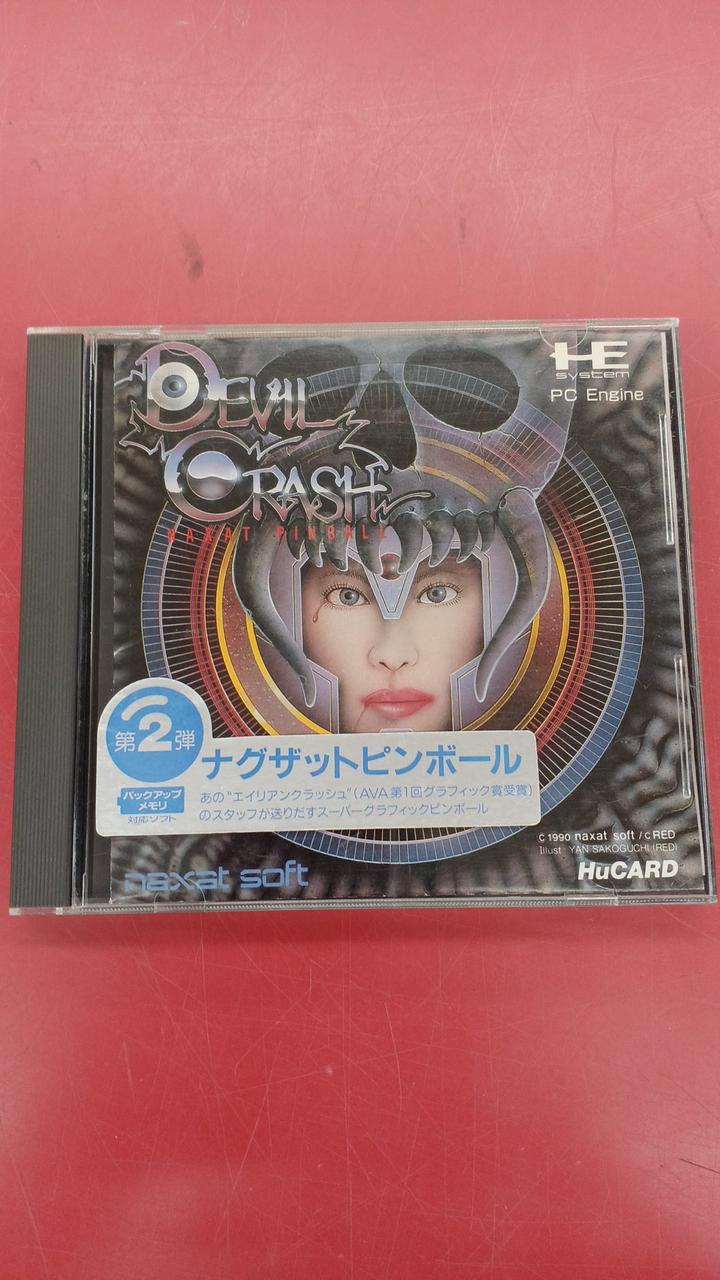 DEVIL
CRASH
NAXAT PINBALL
HE
system
PC Engine
第2弾
ナグザットピンボール
バックアップ
メモリ
対応ソフト
あの"エイリアンクラッシュ"(AVA第1回グラフィック賞受賞)
のスタッフが送りだすスーパーグラフィックピンボール
C 1990 naxat soft / C RED
Illust YAN SAKOGUCHI (RED)
naxat soft
HuCARD